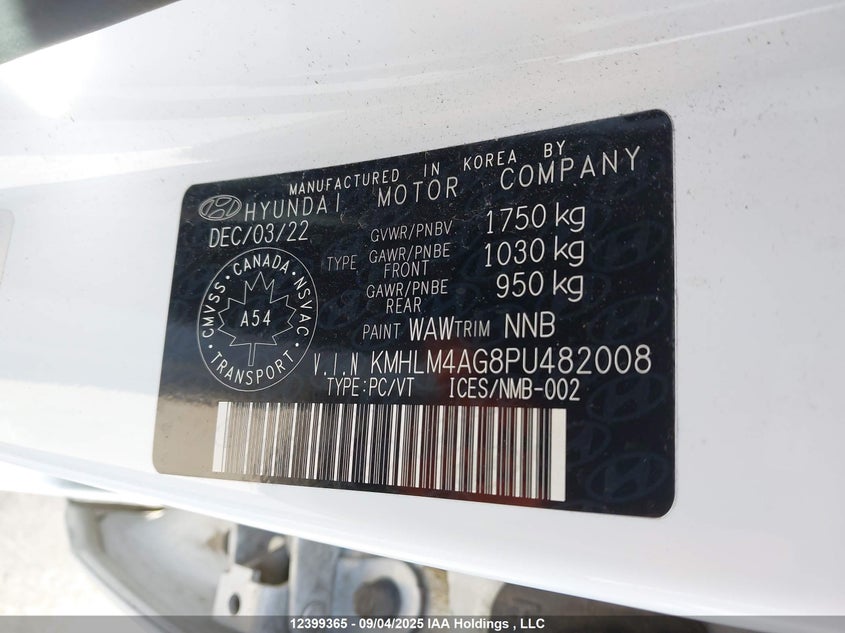 MANUFACTURED IN KOREA BY
HYUNDAI MOTOR COMPANY
DEC/03/22
GVWR/PNBV 1750 kg
TYPE GAWR/PNBE FRONT 1030 kg
GAWR/PNBE REAR 950 kg
CMVSS · CANADA · NSVAC
A54
TRANSPORT
PAINT WAW TRIM NNB
V.I.N KMHLM4AG8PU482008
TYPE:PC/VT ICES/NMB-002
12399365 - 09/04/2025 IAA Holdings , LLC